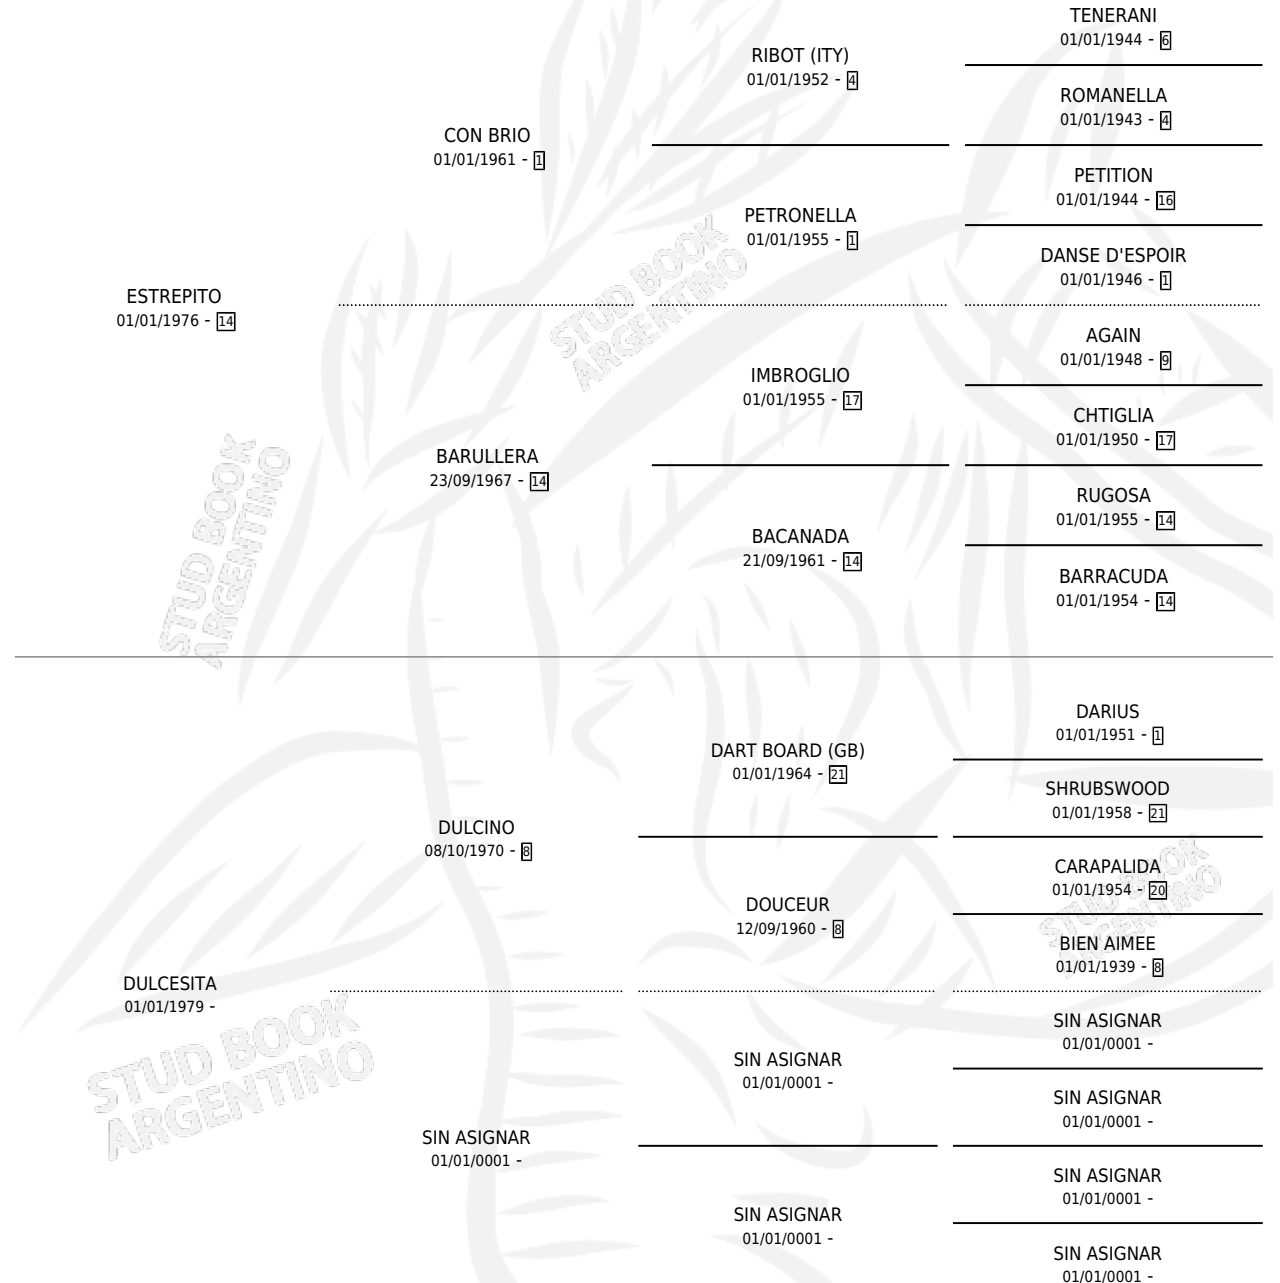 TENERANI
01/01/1944 - 6
RIBOT (ITY)
01/01/1952 - 4
ROMANELLA
01/01/1943 - 4
CON BRIO
01/01/1961 - 1
PETITION
01/01/1944 - 16
PETRONELLA
01/01/1955 - 1
DANSE D'ESPOIR
01/01/1946 - 1
ESTREPITO
01/01/1976 - 14
AGAIN
01/01/1948 - 9
IMBROGLIO
01/01/1955 - 17
CHTIGLIA
01/01/1950 - 17
BARULLERA
23/09/1967 - 14
RUGOSA
01/01/1955 - 14
BACANADA
21/09/1961 - 14
BARRACUDA
01/01/1954 - 14
STUD BOOK
ARGENTINO
STUD BOOK
ARGENTINO
DARIUS
01/01/1951 - 1
DART BOARD (GB)
01/01/1964 - 21
SHRUBSWOOD
01/01/1958 - 21
DULCINO
08/10/1970 - 8
CARAPALIDA
01/01/1954 - 20
DOUCEUR
12/09/1960 - 8
BIEN AIMEE
01/01/1939 - 8
DULCESITA
01/01/1979 -
SIN ASIGNAR
01/01/0001 -
SIN ASIGNAR
01/01/0001 -
SIN ASIGNAR
01/01/0001 -
SIN ASIGNAR
01/01/0001 -
SIN ASIGNAR
01/01/0001 -
SIN ASIGNAR
01/01/0001 -
SIN ASIGNAR
01/01/0001 -
STUD BOOK
ARGENTINO
STUD BOOK
ARGENTINO